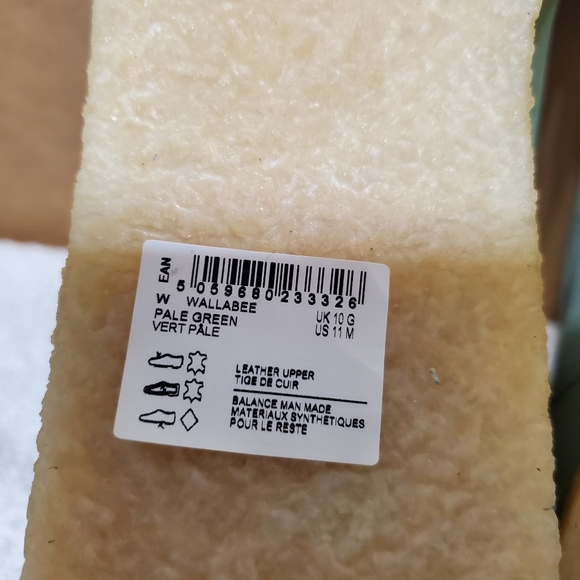 EAN
5 059680 233326
W WALLABEE
PALE GREEN UK 10 G
VERT PÂLE US 11 M
LEATHER UPPER
TIGE DE CUIR
BALANCE MAN MADE
MATERIAUX SYNTHETIQUES
POUR LE RESTE